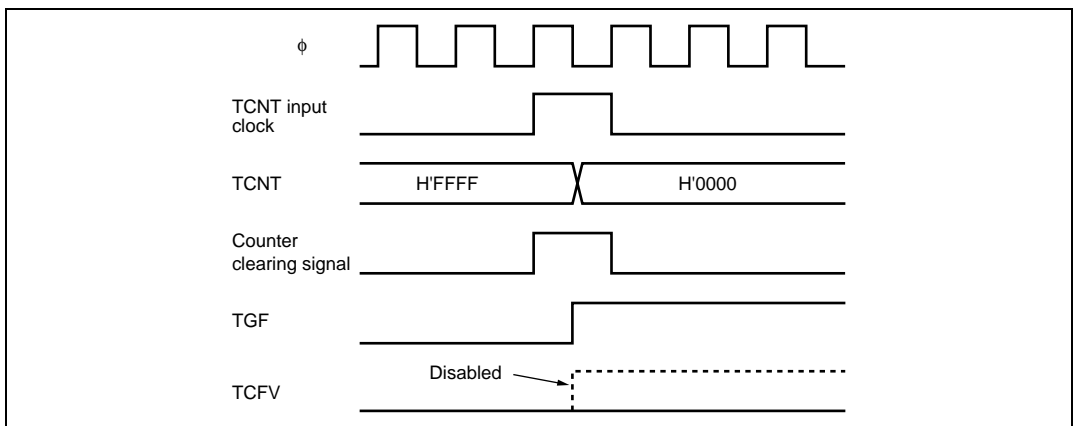 φ
TCNT input
clock
TCNT
H'FFFF
H'0000
Counter
clearing signal
TGF
Disabled
TCFV